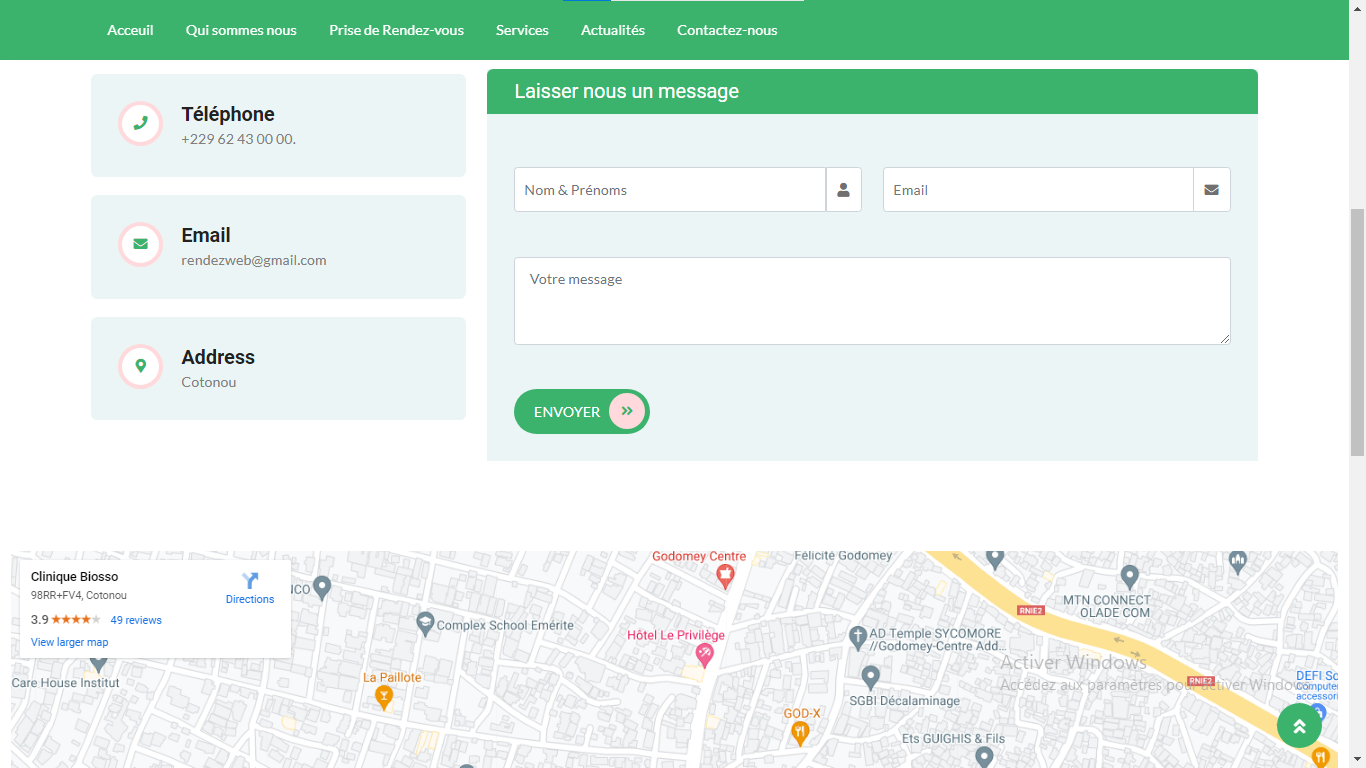 Acceuil Qui sommes nous Prise de Rendez-vous Services Actualités Contactez-nous
Téléphone
+229 62 43 00 00.
Email
rendezweb@gmail.com
Address
Cotonou
Laisser nous un message
Nom & Prénoms Email
Votre message
ENVOYER
Clinique Biosso
98RR+FV4, Cotonou
3.9 49 reviews
View larger map
Directions
NCO
Godomey Centre
Félicité Godomey
MTN CONNECT
OLADE COM
RNIE2
Complex School Emérite
Hôtel Le Privilège
AD Temple SYCOMORE
//Godomey-Centre Add...
Activer Windows
Accédez aux paramètres pour activer Windows
Care House Institut
La Paillote
SGBI Décalaminage
RNIE2
DEFI Sc
Computer
accessori
GOD-X
Ets GUIGHIS & Fils